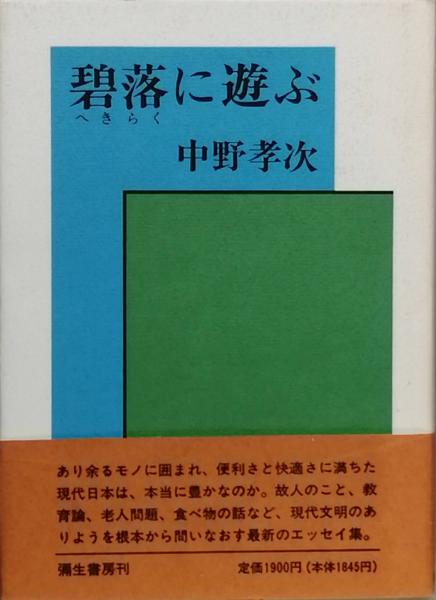 碧落に遊ぶ
へきらく
中野孝次
あり余るモノに囲まれ、便利さと快適さに満ちた
現代日本は、本当に豊かなのか。故人のこと、教
育論、老人問題、食べ物の話など、現代文明のあ
りようを根本から問いなおす最新のエッセイ集。
彌生書房刊 定価1900円(本体1845円)